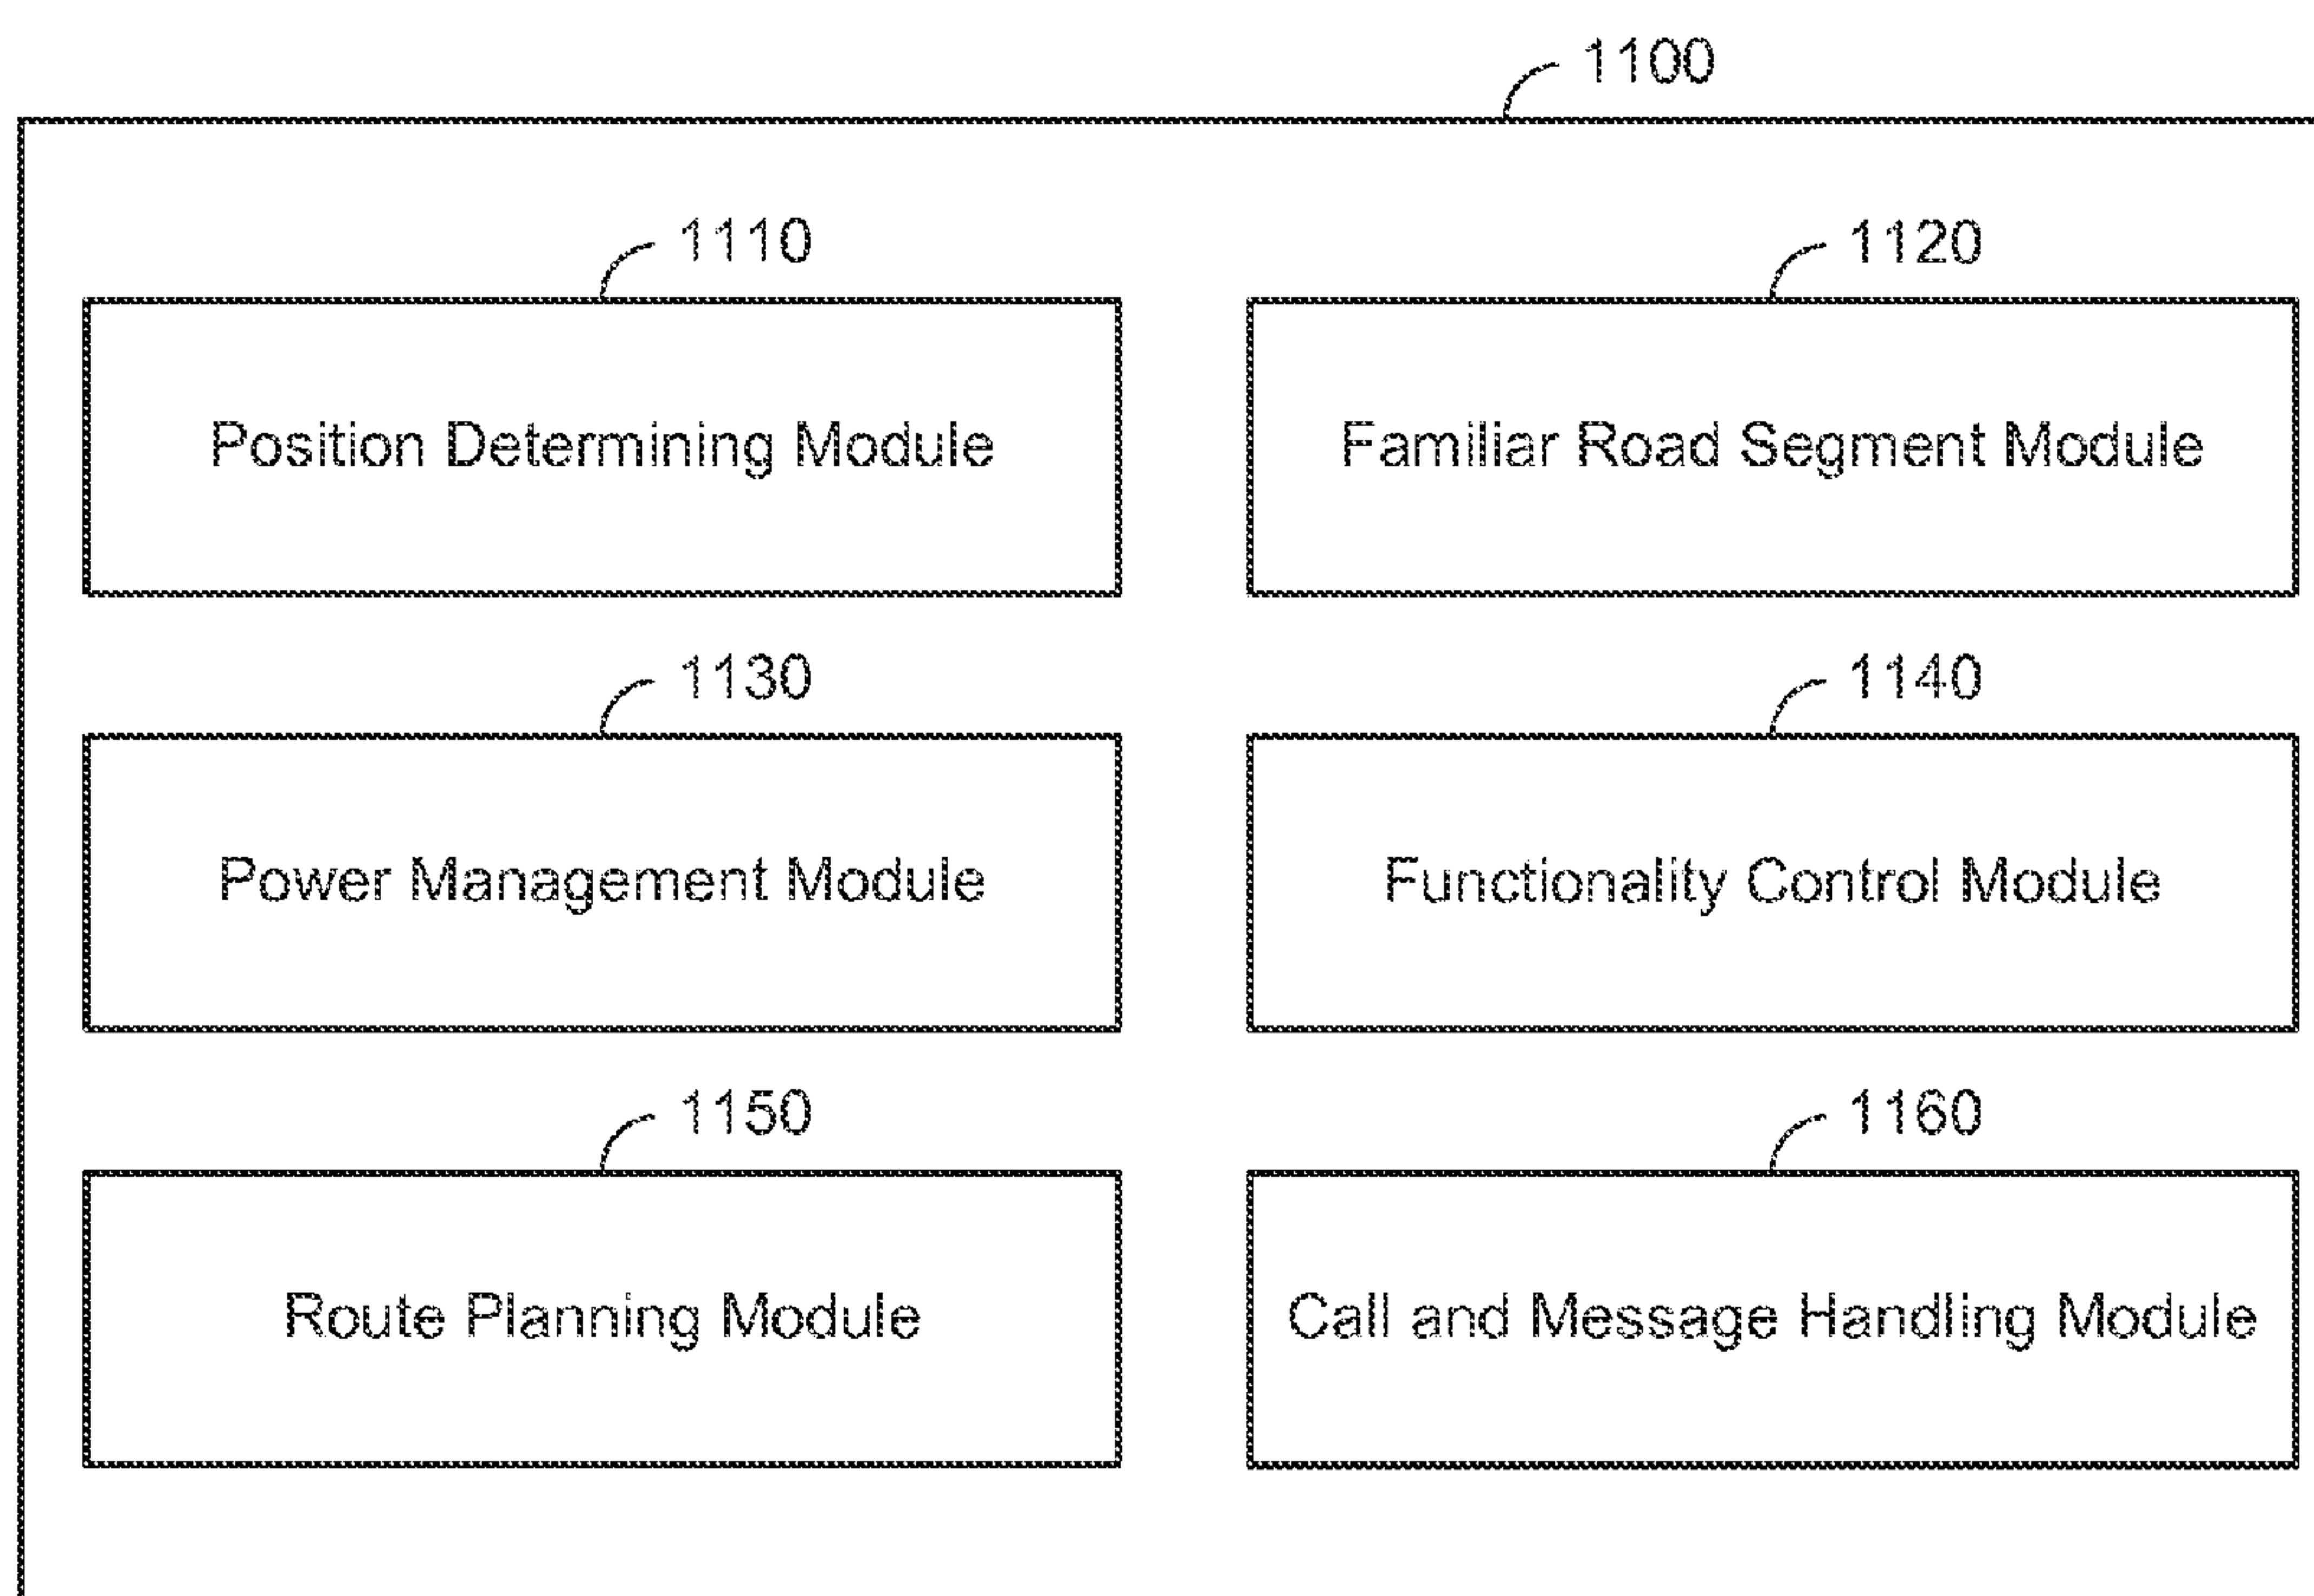 1100
1110
1120
Position Determining Module
Familiar Road Segment Module
1130
1140
Power Management Module
Functionality Control Module
1150
1160
Route Planning Module
Call and Message Handling Module